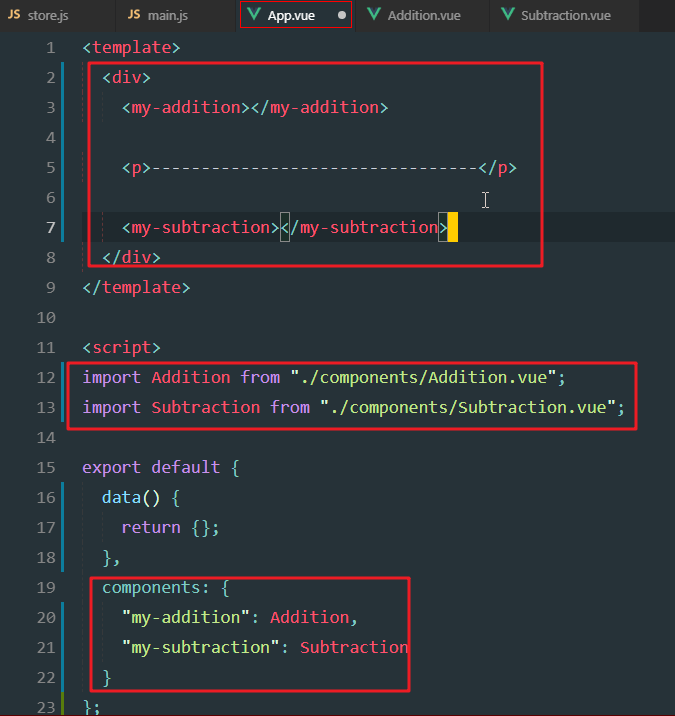 JS store.js JS main.js App.vue Addition.vue Subtraction.vue
1 <template>
2 <div>
3 <my-addition></my-addition>
4
5 <p>---------------------------------</p>
6
7 <my-subtraction></my-subtraction>
8 </div>
9 </template>
10
11 <script>
12 import Addition from "./components/Addition.vue";
13 import Subtraction from "./components/Subtraction.vue";
14
15 export default {
16 data() {
17 return {};
18 },
19 components: {
20 "my-addition": Addition,
21 "my-subtraction": Subtraction
22 }
23 };